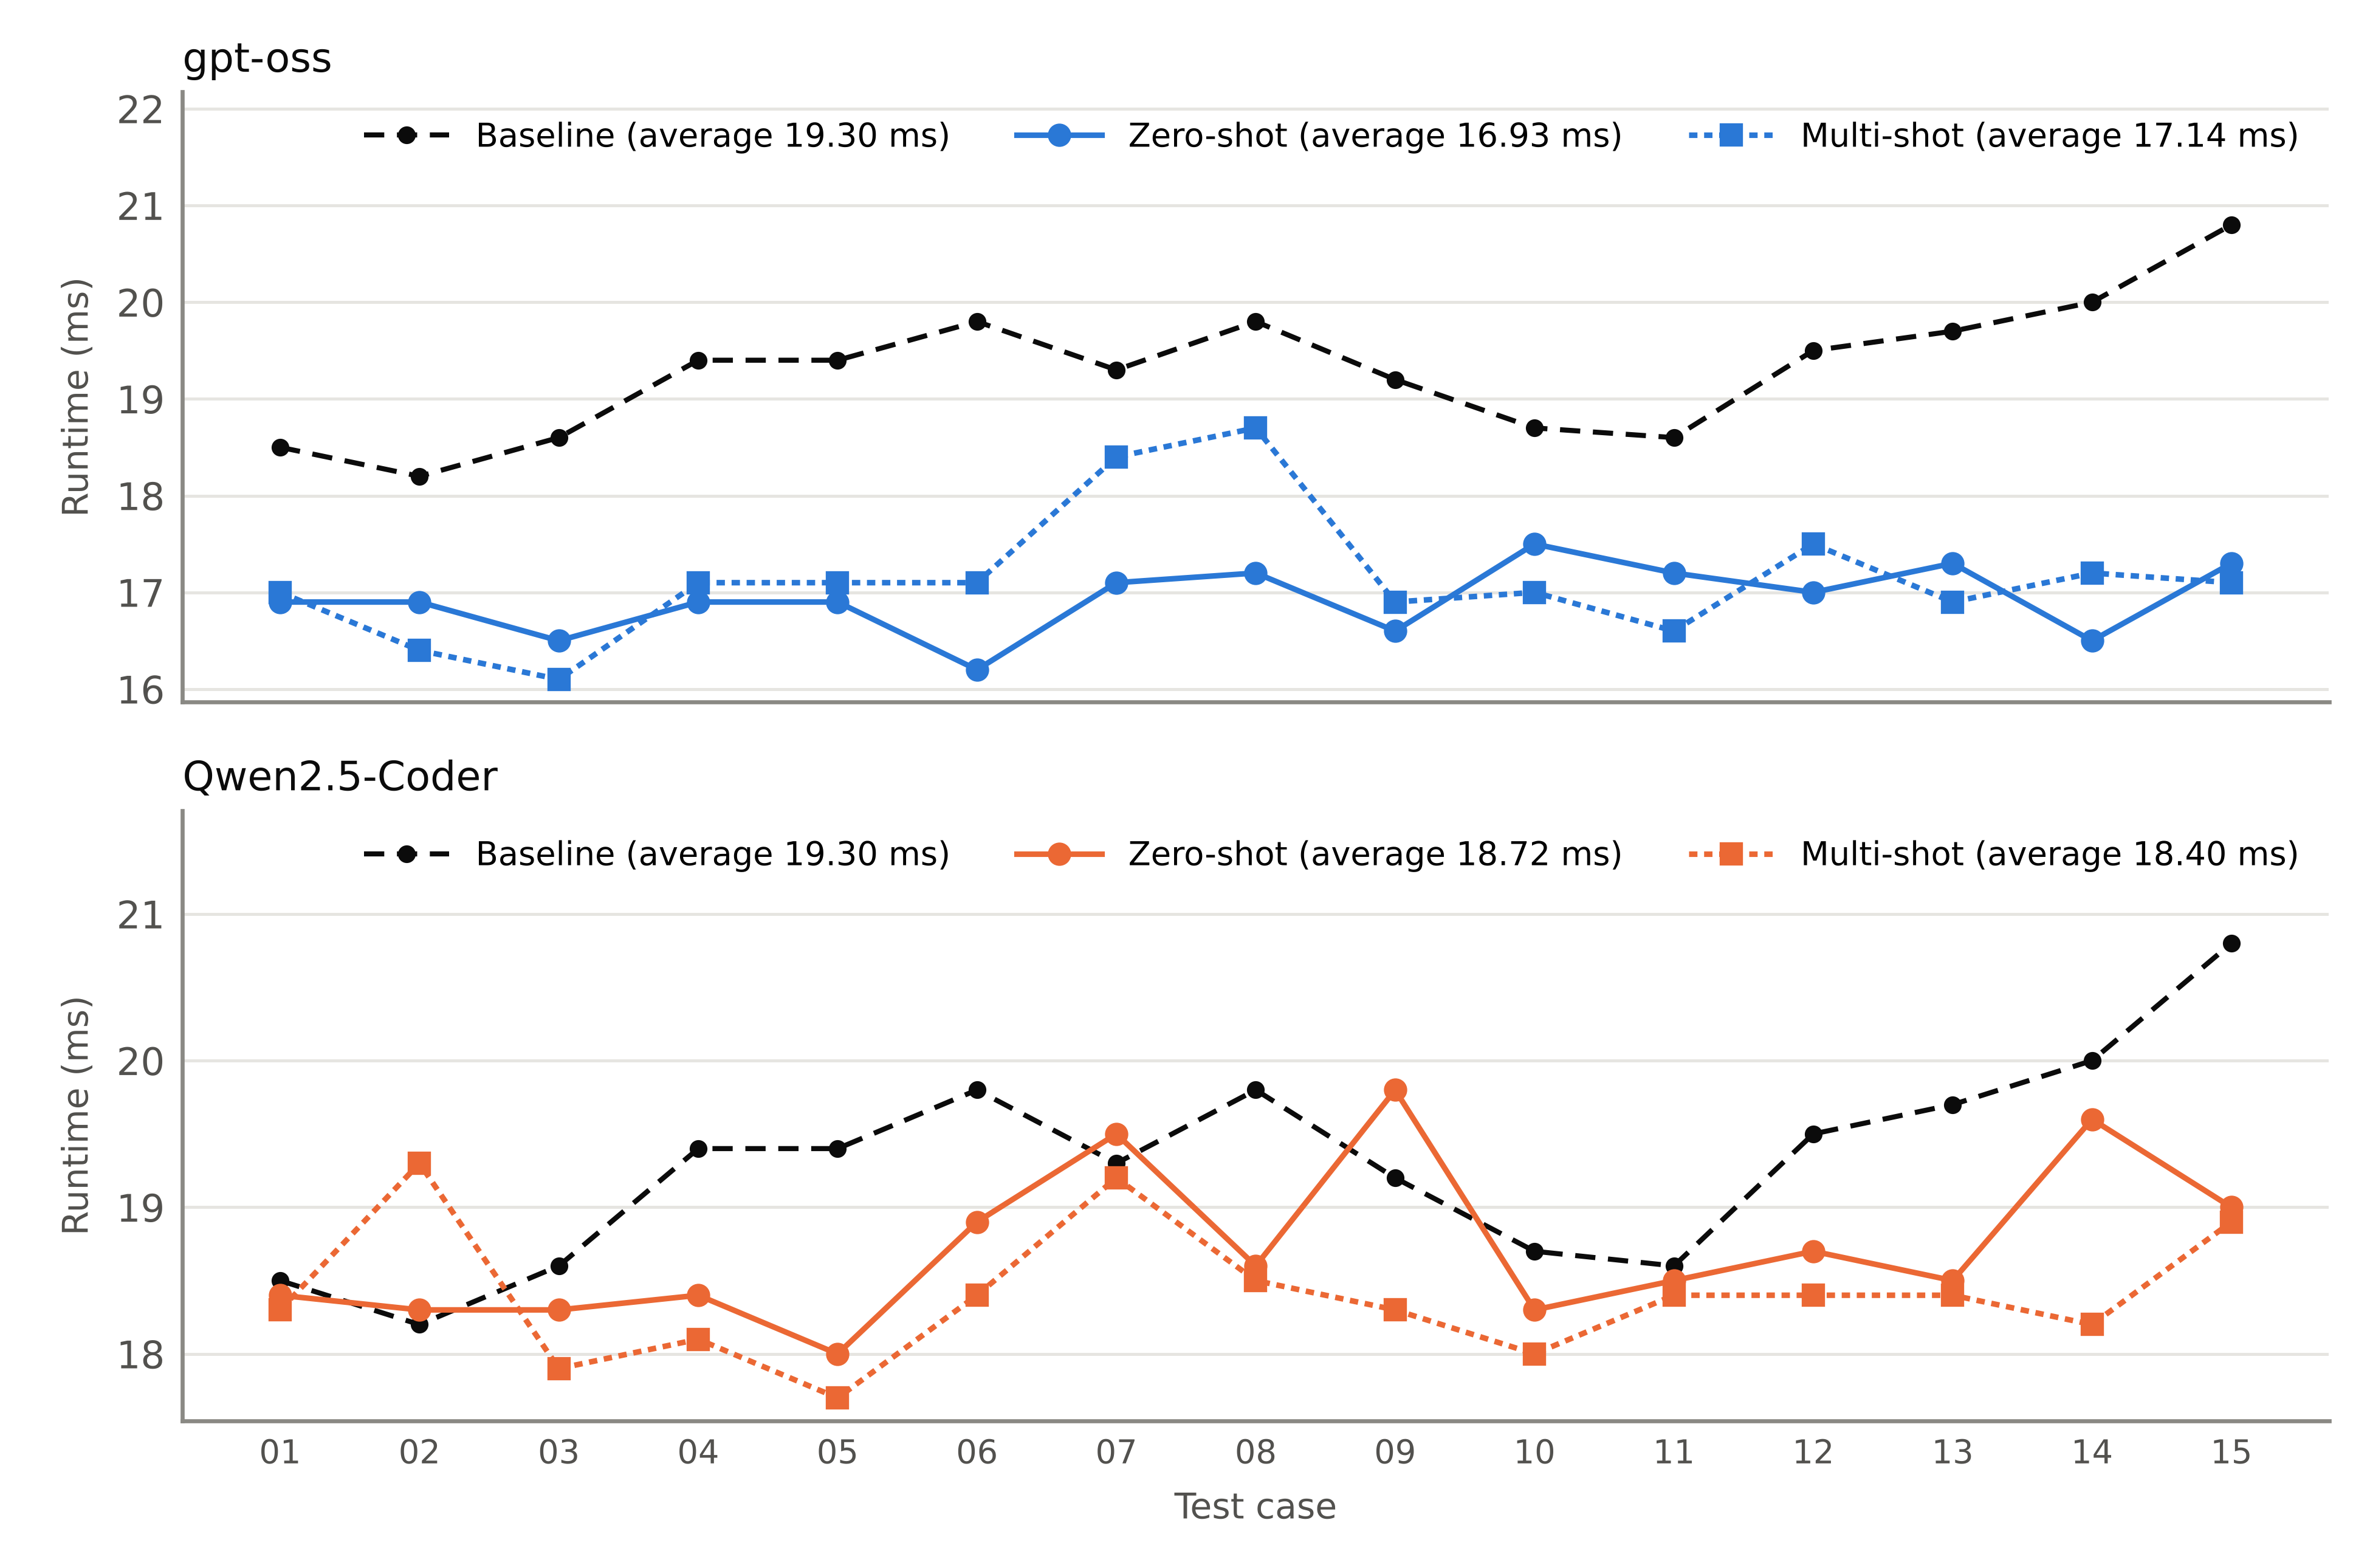 gpt-oss
22
Baseline (average 19.30 ms) Zero-shot (average 16.93 ms) Multi-shot (average 17.14 ms)
21
20
19
18
17
16
Runtime (ms)
Qwen2.5-Coder
Baseline (average 19.30 ms) Zero-shot (average 18.72 ms) Multi-shot (average 18.40 ms)
21
20
19
18
Runtime (ms)
01 02 03 04 05 06 07 08 09 10 11 12 13 14 15
Test case